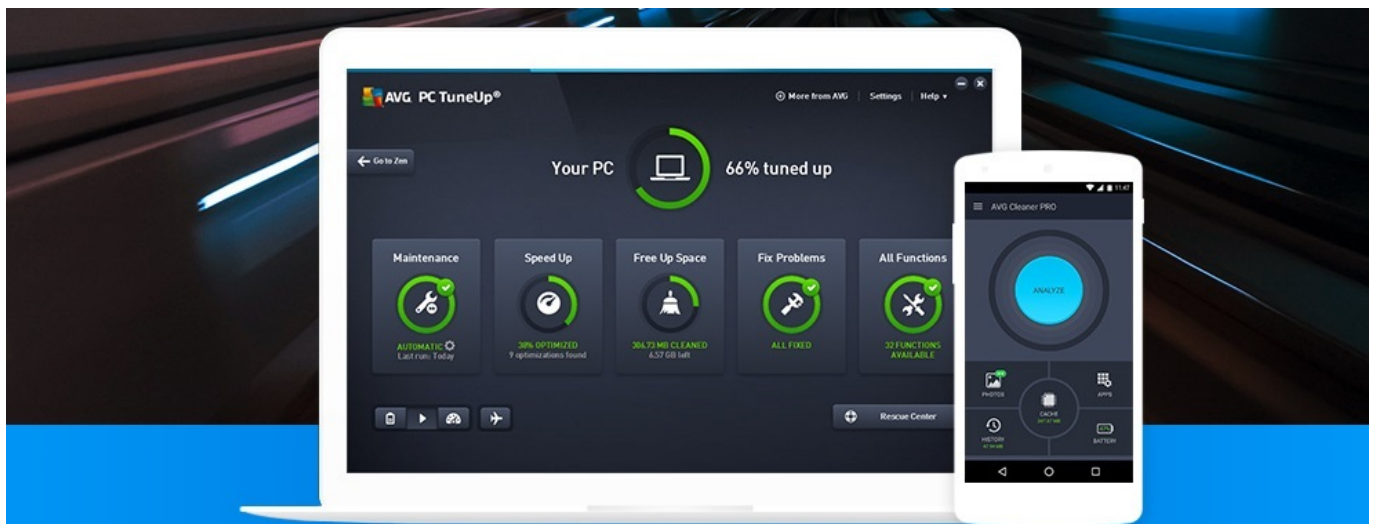 AVG PC TuneUp®
More from AVG
Settings
Help
Go to Zen
Your PC
66% tuned up
Maintenance
AUTOMATIC
Last run: Today
Speed Up
38% OPTIMIZED
9 optimizations found
Free Up Space
306.73 MB CLEANED
6.57 GB left
Fix Problems
ALL FIXED
All Functions
32 FUNCTIONS
AVAILABLE
Rescue Center
11:47
AVG Cleaner PRO
ANALYZE
PHOTOS
APPS
CACHE
HISTORY
BATTERY